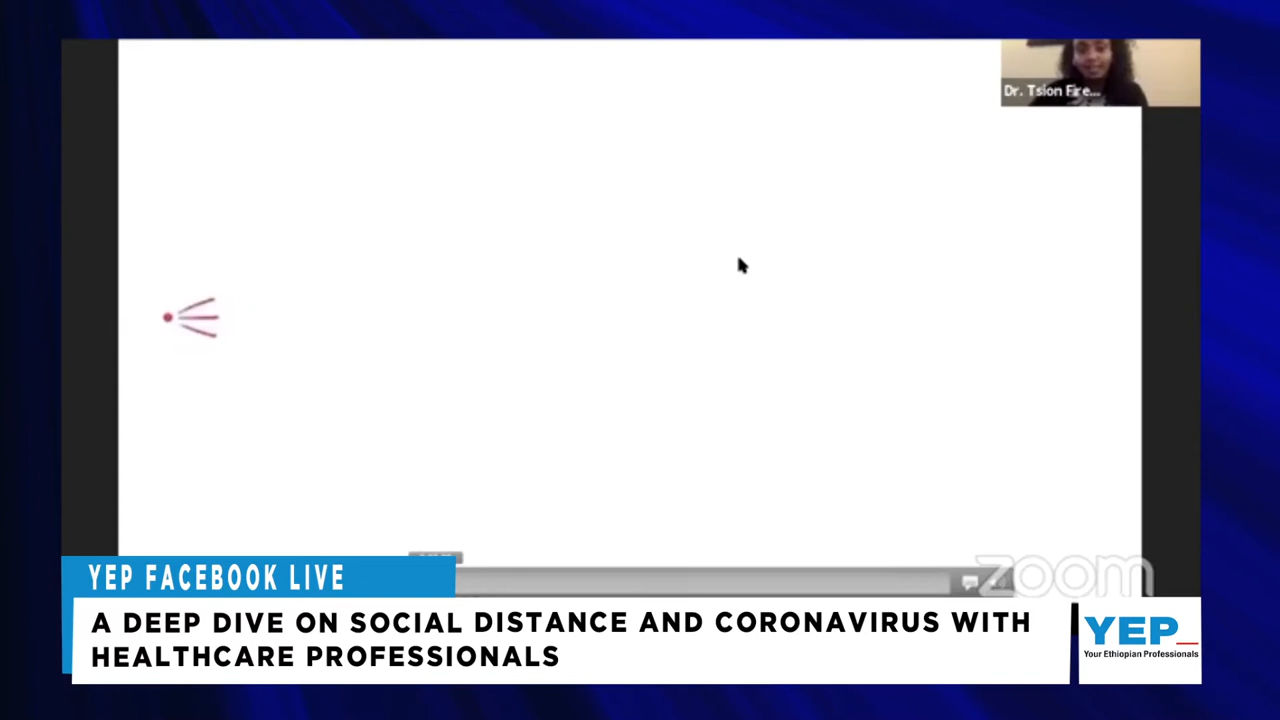 Dr. Tsion Fire...
zoom
YEP FACEBOOK LIVE
A DEEP DIVE ON SOCIAL DISTANCE AND CORONAVIRUS WITH
HEALTHCARE PROFESSIONALS
YEP_
Your Ethiopian Professionals